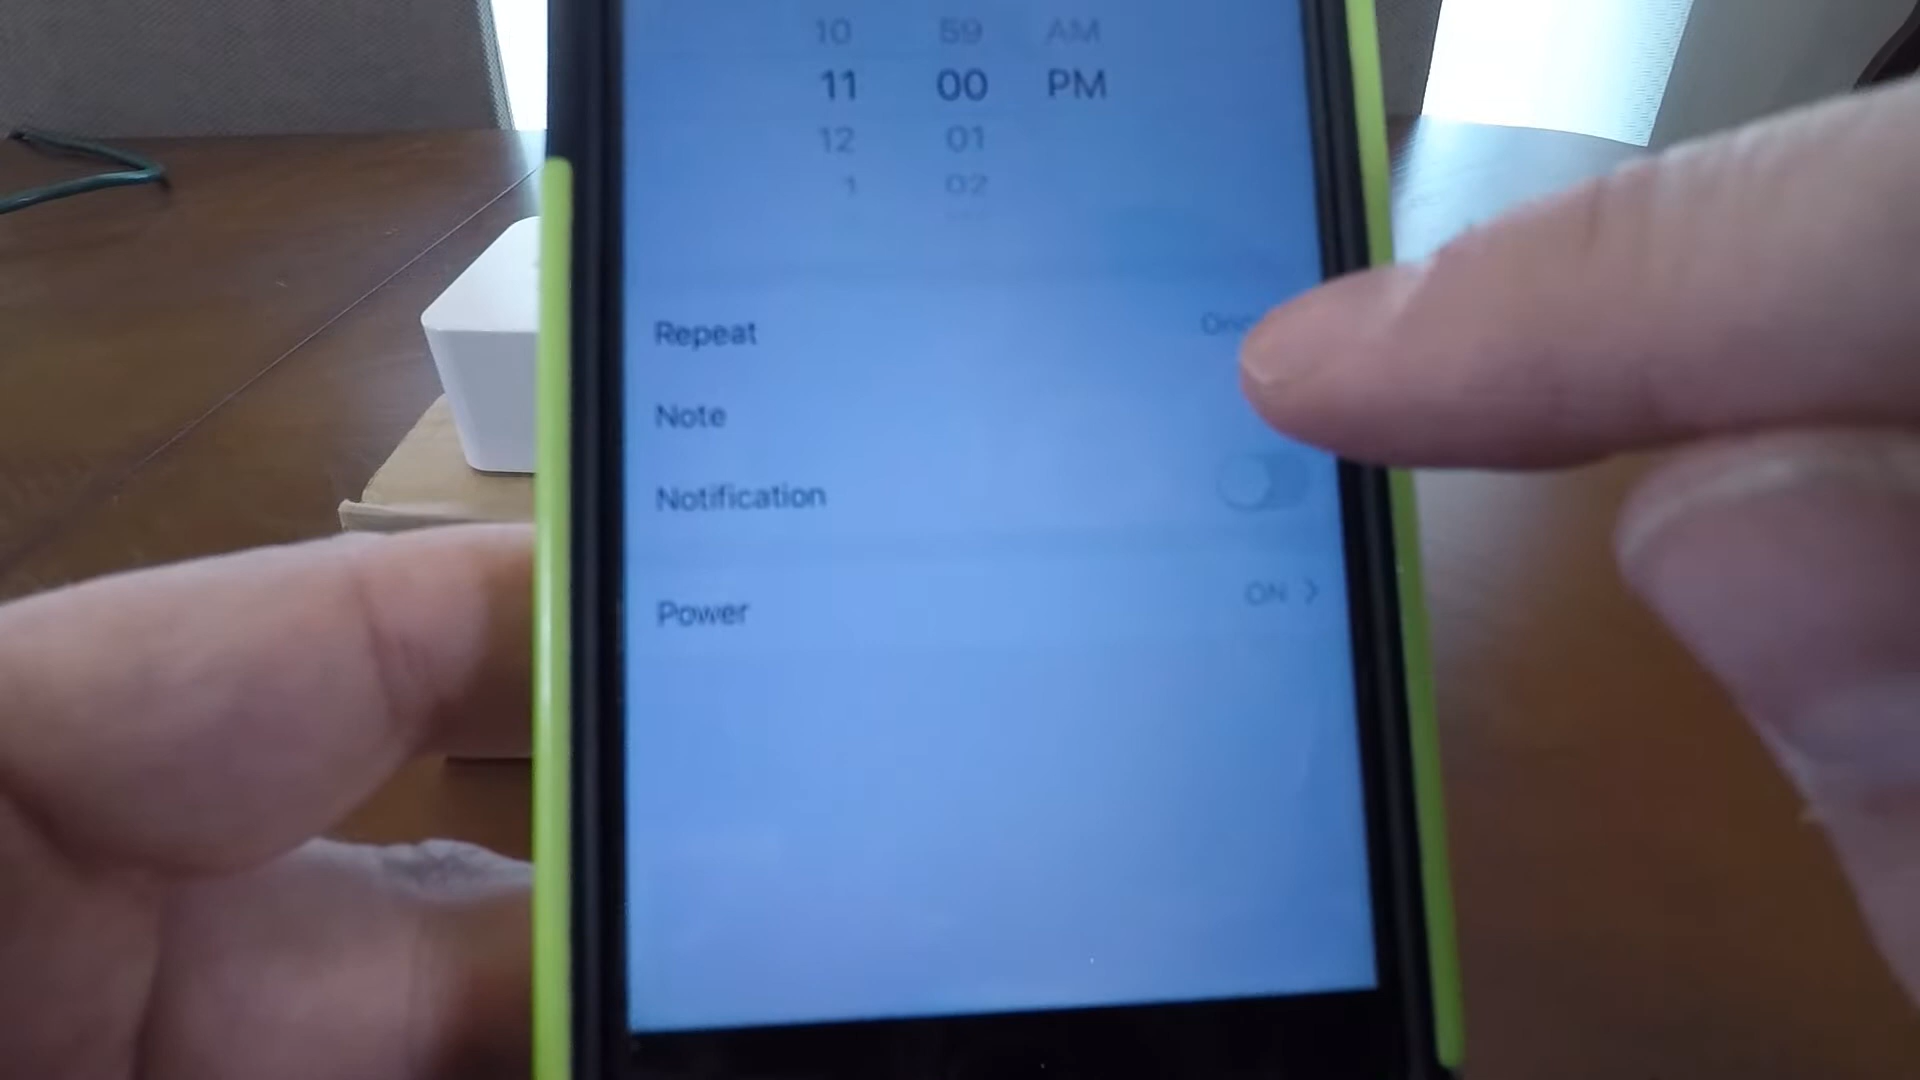 10 59 AM
11 00 PM
12 01
1 02
Repeat
Note
Notification
Power ON >